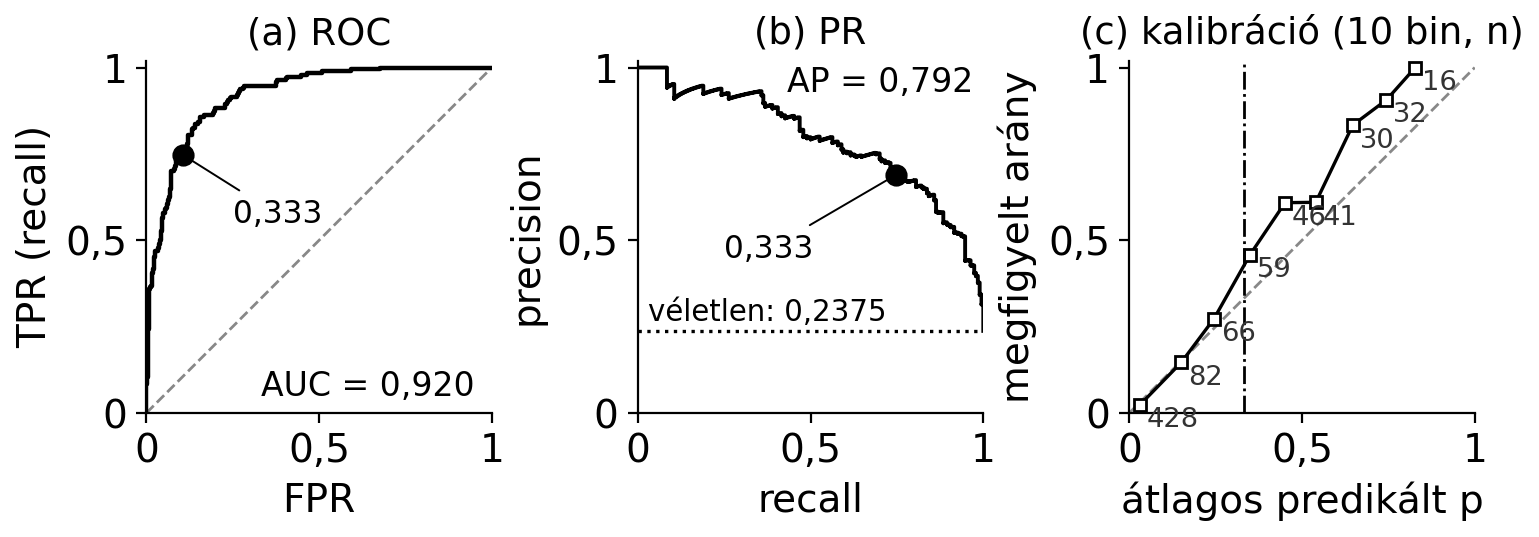 (a) ROC
1
0,5
0
0
0,5
1
TPR (recall)
FPR
0,333
AUC = 0,920
(b) PR
1
0,5
0
0
0,5
1
precision
recall
AP = 0,792
0,333
véletlen: 0,2375
(c) kalibráció (10 bin, n)
1
0,5
0
0
0,5
1
megfigyelt arány
átlagos predikált p
16
32
30
46
41
59
66
82
428